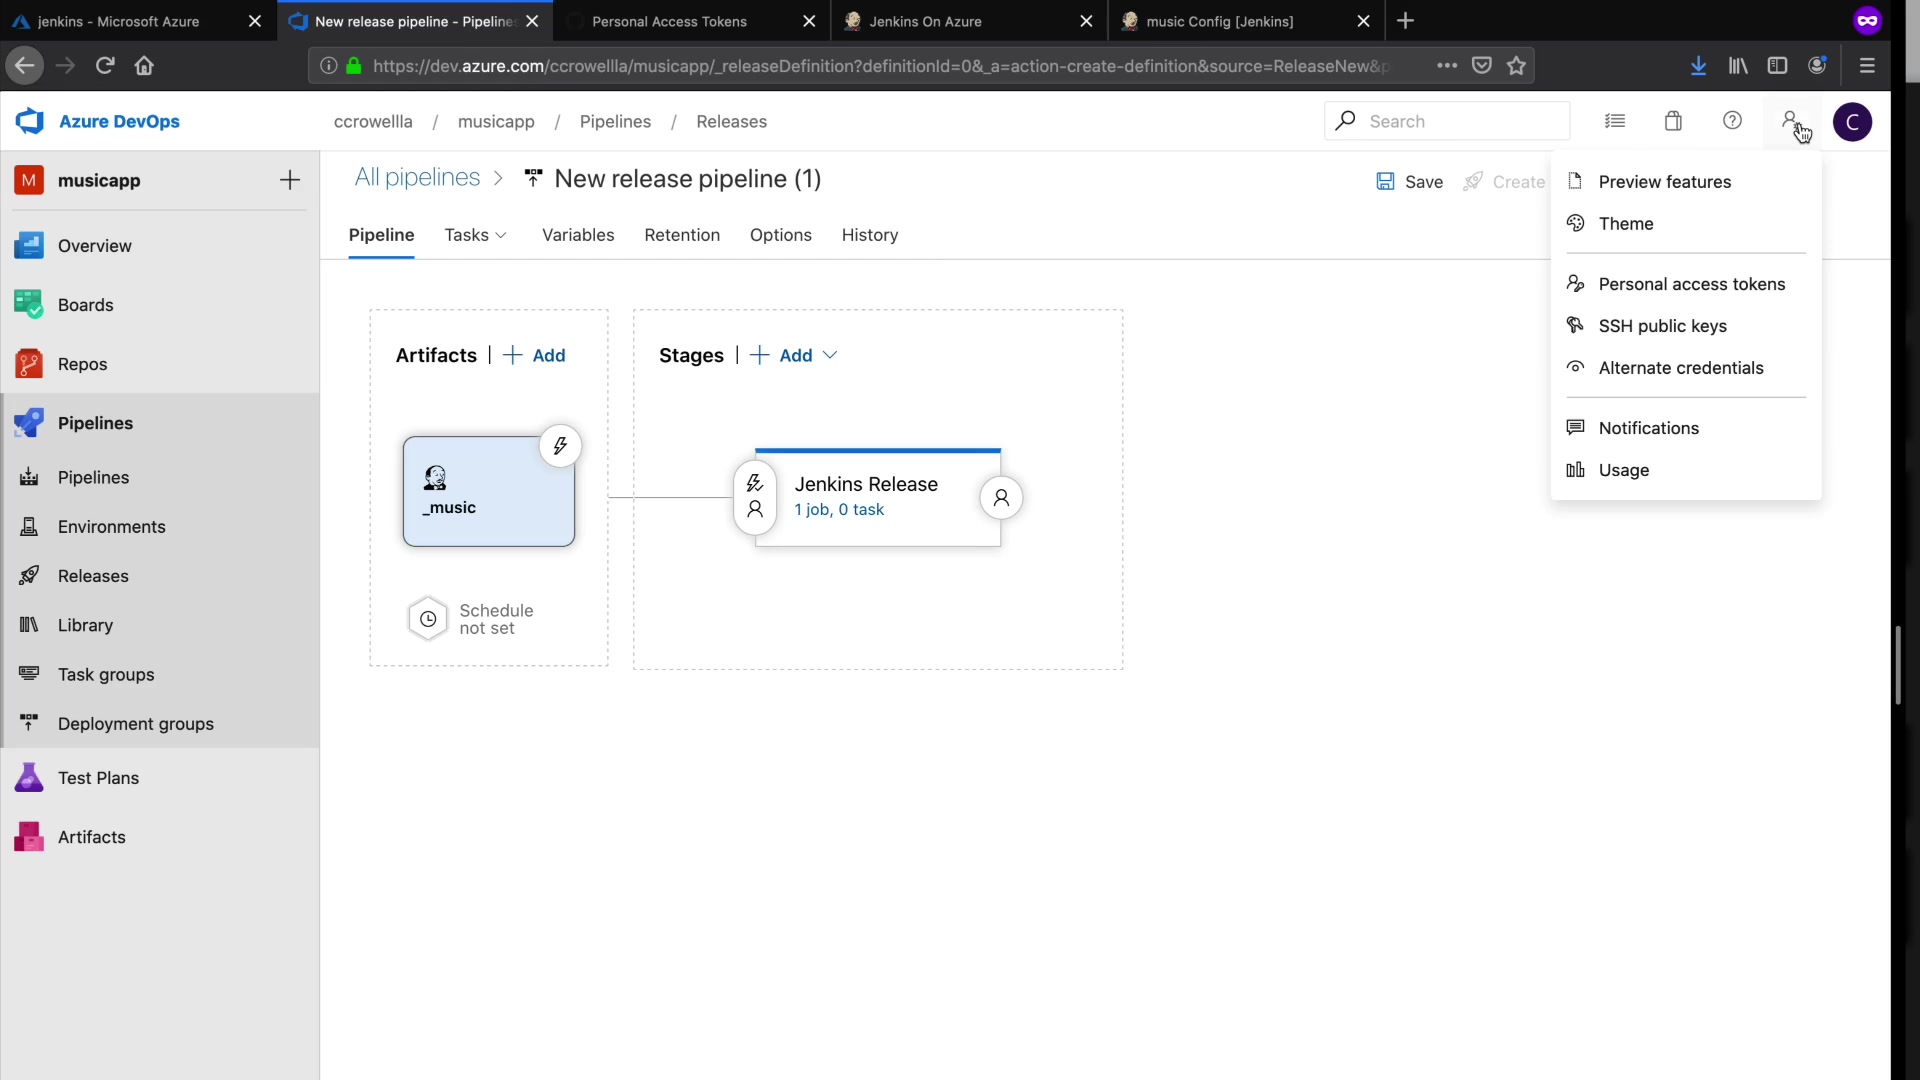 jenkins - Microsoft Azure
New release pipeline - Pipeline
Personal Access Tokens
Jenkins On Azure
music Config [Jenkins]
https://dev.azure.com/ccrowellla/musicapp/_releaseDefinition?definitionId=0&_a=action-create-definition&source=ReleaseNew&p
Azure DevOps
ccrowellla / musicapp / Pipelines / Releases
Search
C
M musicapp
All pipelines > New release pipeline (1)
Save
Create
Pipeline
Tasks
Variables
Retention
Options
History
Overview
Boards
Repos
Pipelines
Pipelines
Environments
Releases
Library
Task groups
Deployment groups
Test Plans
Artifacts
Artifacts | Add
_music
Schedule
not set
Stages | Add
Jenkins Release
1 job, 0 task
Preview features
Theme
Personal access tokens
SSH public keys
Alternate credentials
Notifications
Usage